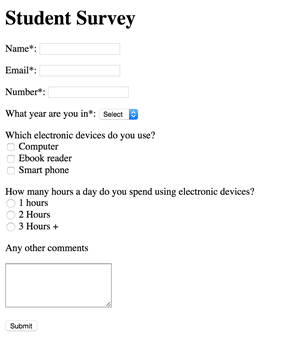 Student Survey
Name*:
Email*:
Number*:
What year are you in*: Select
Which electronic devices do you use?
Computer
Ebook reader
Smart phone
How many hours a day do you spend using electronic devices?
1 hours
2 Hours
3 Hours +
Any other comments
Submit